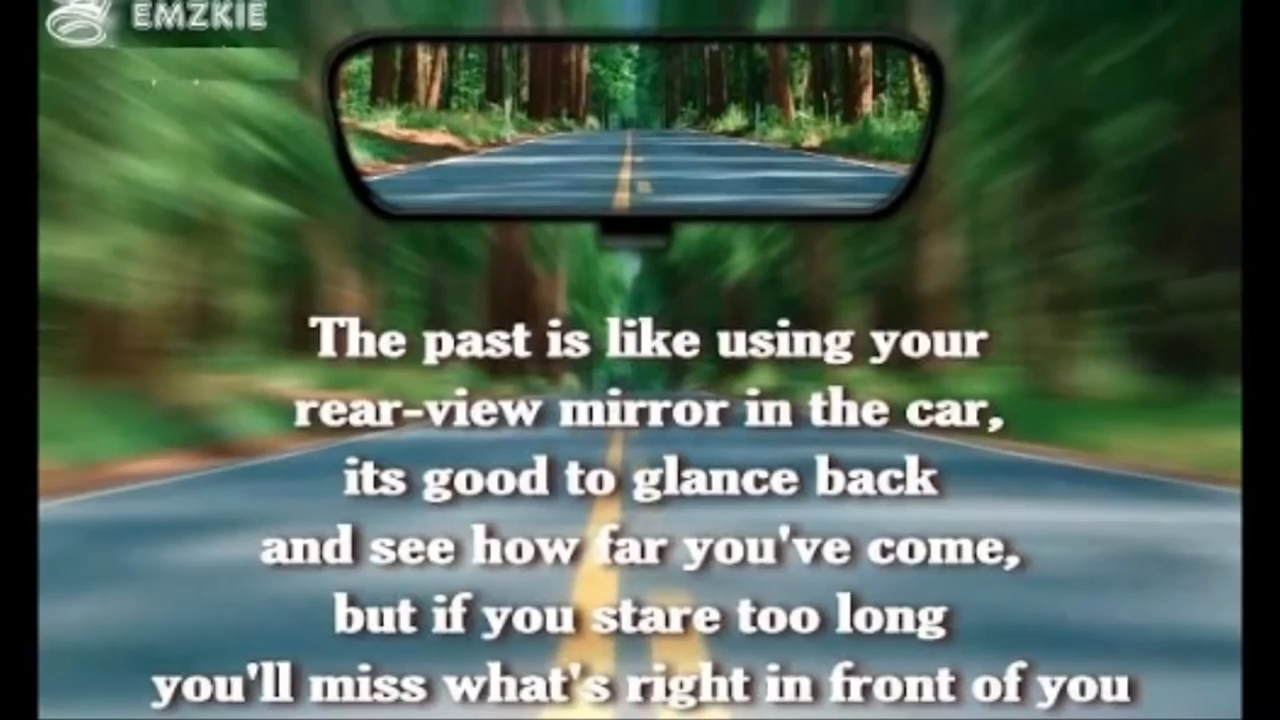 EMZKIE
The past is like using your
rear-view mirror in the car,
its good to glance back
and see how far you've come,
but if you stare too long
you'll miss what's right in front of you